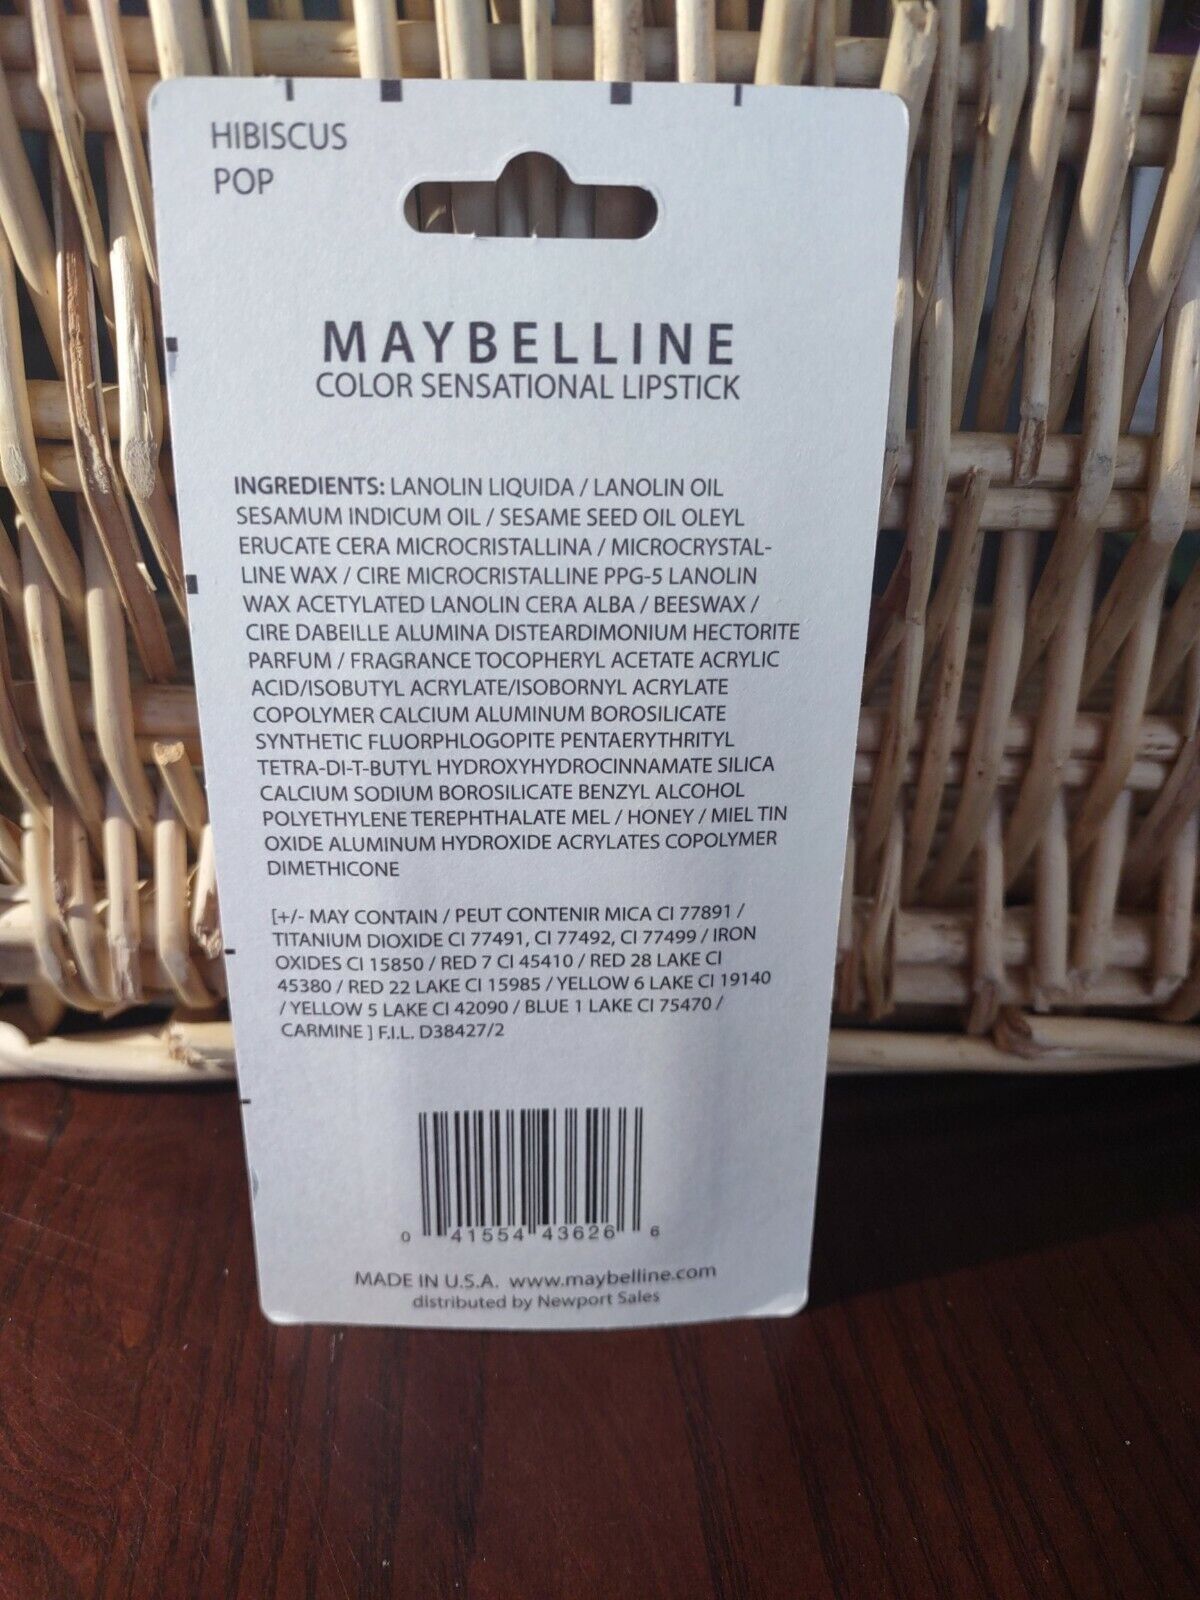 HIBISCUS
POP
MAYBELLINE
COLOR SENSATIONAL LIPSTICK
INGREDIENTS: LANOLIN LIQUIDA / LANOLIN OIL
SESAMUM INDICUM OIL / SESAME SEED OIL OLEYL
ERUCATE CERA MICROCRISTALLINA / MICROCRYSTAL-
LINE WAX / CIRE MICROCRISTALLINE PPG-5 LANOLIN
WAX ACETYLATED LANOLIN CERA ALBA / BEESWAX /
CIRE DABEILLE ALUMINA DISTEARDIMONIUM HECTORITE
PARFUM / FRAGRANCE TOCOPHERYL ACETATE ACRYLIC
ACID/ISOBUTYL ACRYLATE/ISOBORNYL ACRYLATE
COPOLYMER CALCIUM ALUMINUM BOROSILICATE
SYNTHETIC FLUORPHLOGOPITE PENTAERYTHRITYL
TETRA-DI-T-BUTYL HYDROXYHYDROCINNAMATE SILICA
CALCIUM SODIUM BOROSILICATE BENZYL ALCOHOL
POLYETHYLENE TEREPHTHALATE MEL / HONEY / MIEL TIN
OXIDE ALUMINUM HYDROXIDE ACRYLATES COPOLYMER
DIMETHICONE
[+/- MAY CONTAIN / PEUT CONTENIR MICA CI 77891 /
TITANIUM DIOXIDE CI 77491, CI 77492, CI 77499 / IRON
OXIDES CI 15850 / RED 7 CI 45410 / RED 28 LAKE CI
45380 / RED 22 LAKE CI 15985 / YELLOW 6 LAKE CI 19140
/ YELLOW 5 LAKE CI 42090 / BLUE 1 LAKE CI 75470 /
CARMINE ] F.I.L. D38427/2
0 41554 43626 6
MADE IN U.S.A. www.maybelline.com
distributed by Newport Sales